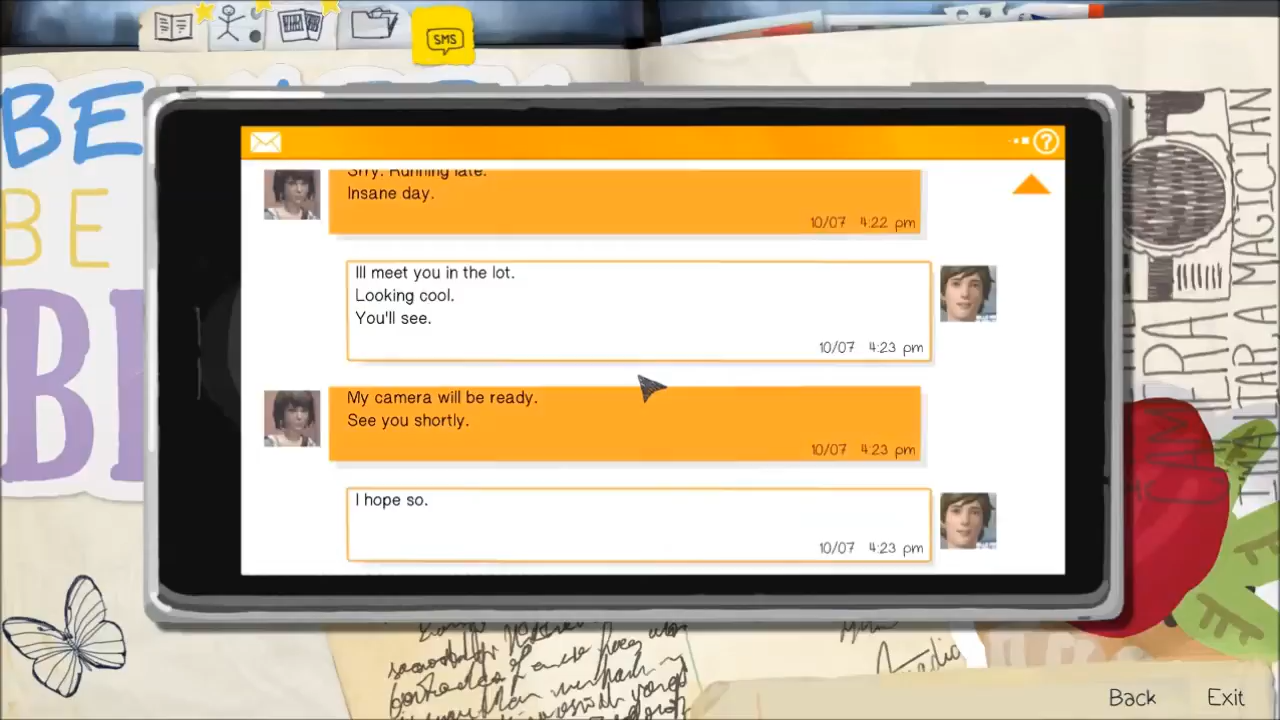 SMS
Srry. Running late.
Insane day.
10/07 4:22 pm
Ill meet you in the lot.
Looking cool.
You'll see.
10/07 4:23 pm
My camera will be ready.
See you shortly.
10/07 4:23 pm
I hope so.
10/07 4:23 pm
?
BE
BE
CAMERA
MAGICIAN
Back
Exit